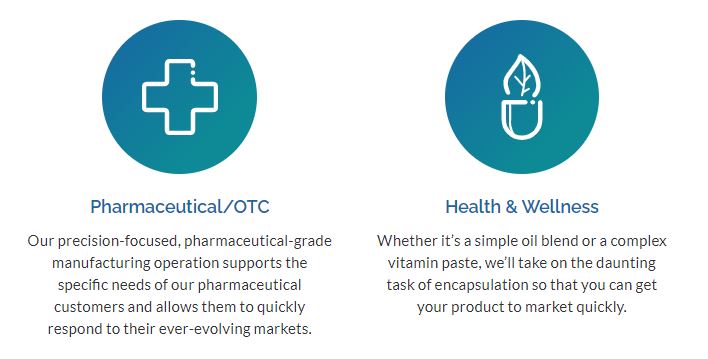 Pharmaceutical/OTC
Our precision-focused, pharmaceutical-grade
manufacturing operation supports the
specific needs of our pharmaceutical
customers and allows them to quickly
respond to their ever-evolving markets.
Health & Wellness
Whether it’s a simple oil blend or a complex
vitamin paste, we’ll take on the daunting
task of encapsulation so that you can get
your product to market quickly.